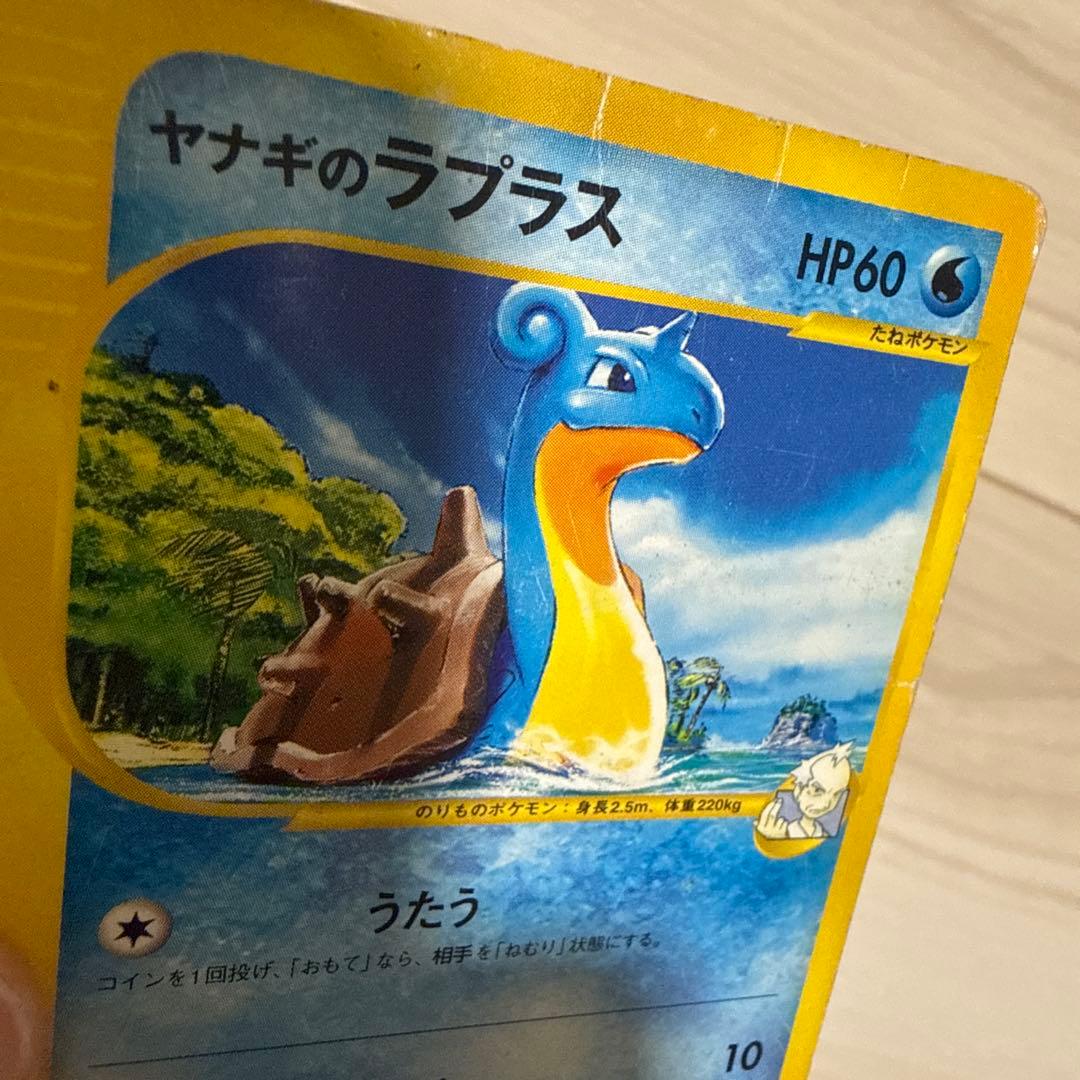 ヤナギのラプラス
HP60
たねポケモン
のりものポケモン：身長2.5m、体重220kg
うたう
コインを1回投げ、「おもて」なら、相手を「ねむり」状態にする。
10